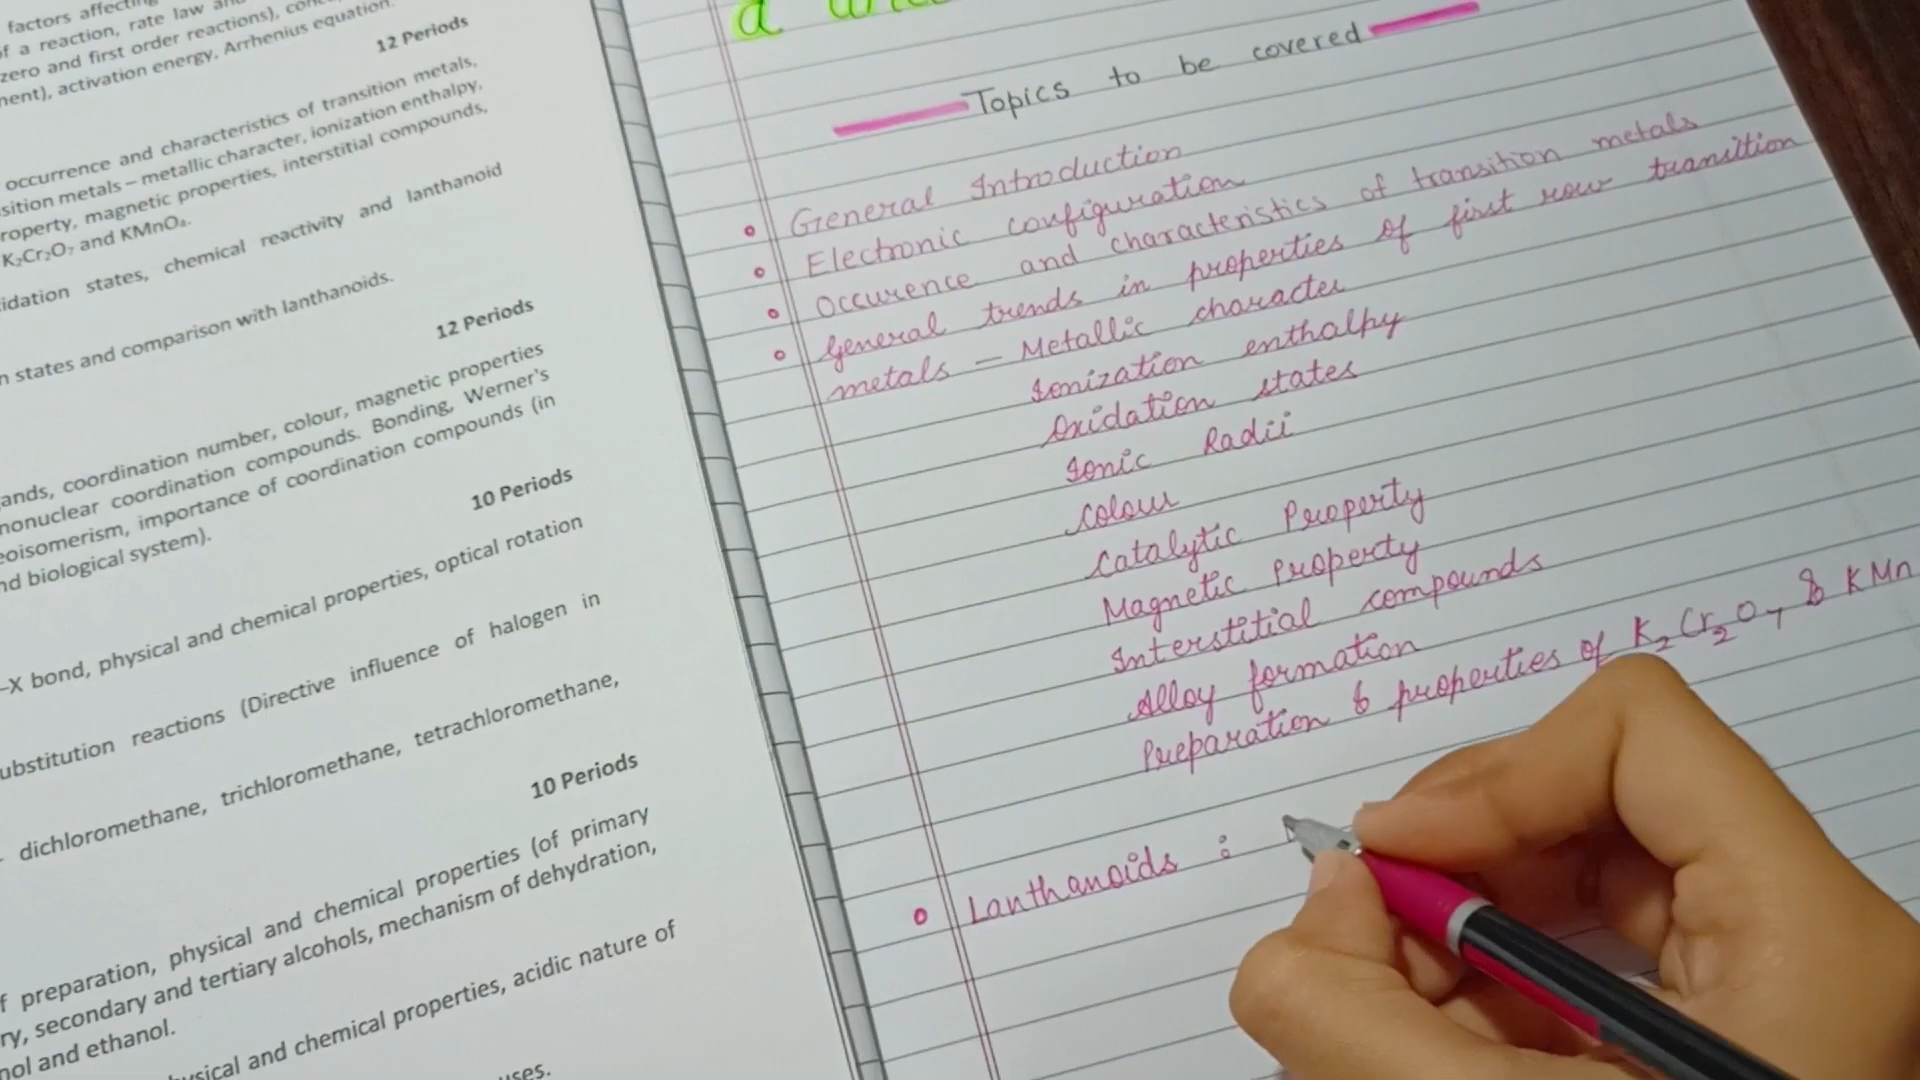 factors affecting
of a reaction, rate law
zero and first order reactions),
activation energy, Arrhenius equation.
12 Periods
occurrence and characteristics of transition metals,
sition metals – metallic character, ionization enthalpy,
roperty, magnetic properties, interstitial compounds,
K₂Cr₂O₇ and KMnO₄.
idation states, chemical reactivity and lanthanoid
n states and comparison with lanthanoids.
12 Periods
ands, coordination number, colour, magnetic properties
nonuclear coordination compounds. Bonding, Werner's
eoisomerism, importance of coordination compounds (in
nd biological system).
10 Periods
–X bond, physical and chemical properties, optical rotation
ubstitution reactions (Directive influence of halogen in
- dichloromethane, trichloromethane, tetrachloromethane,
10 Periods
f preparation, physical and chemical properties (of primary
ry, secondary and tertiary alcohols, mechanism of dehydration,
nol and ethanol.
ysical and chemical properties, acidic nature of
uses.
d
Topics to be covered
General Introduction
Electronic configuration
Occurence and characteristics of transition metals
General trends in properties of first row transition
metals – Metallic character
Ionization enthalpy
Oxidation states
Ionic Radii
Colour
Catalytic Property
Magnetic Property
Interstitial compounds
Alloy formation
Preparation & properties of K₂Cr₂O₇ & KMn
Lanthanoids :